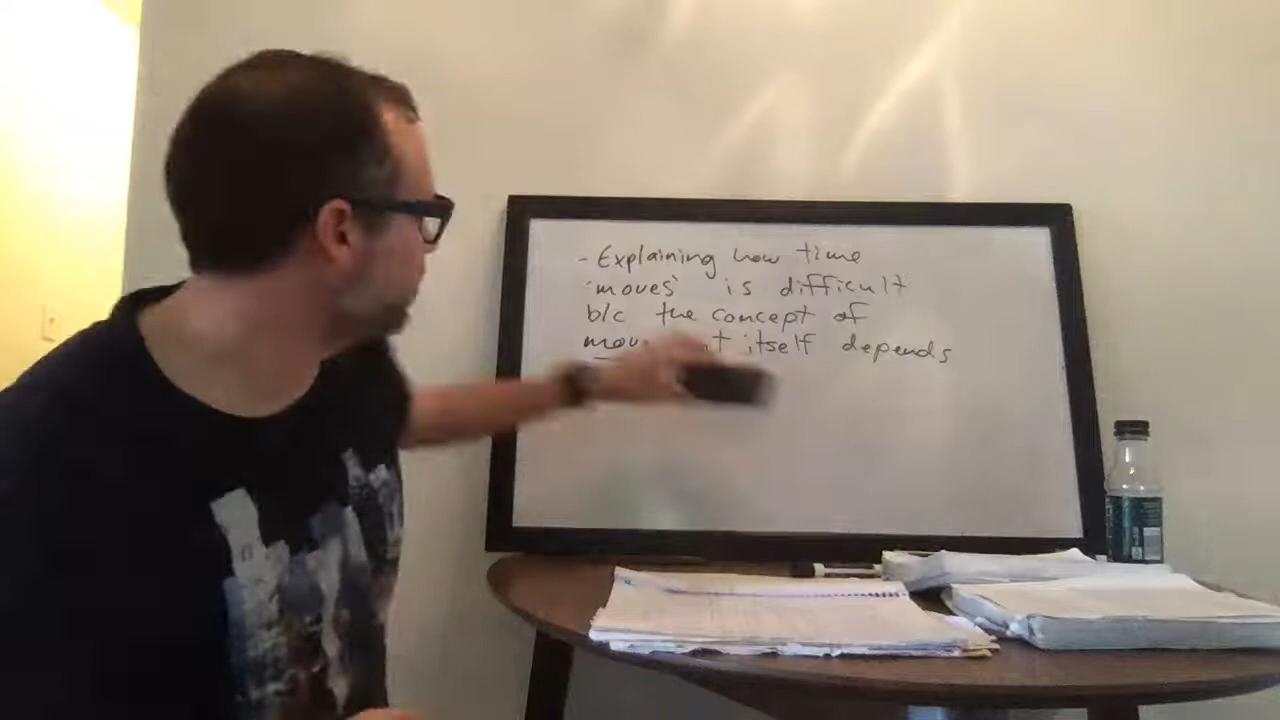 - Explaining how time
'moves' is difficult
b/c the concept of
itself depends